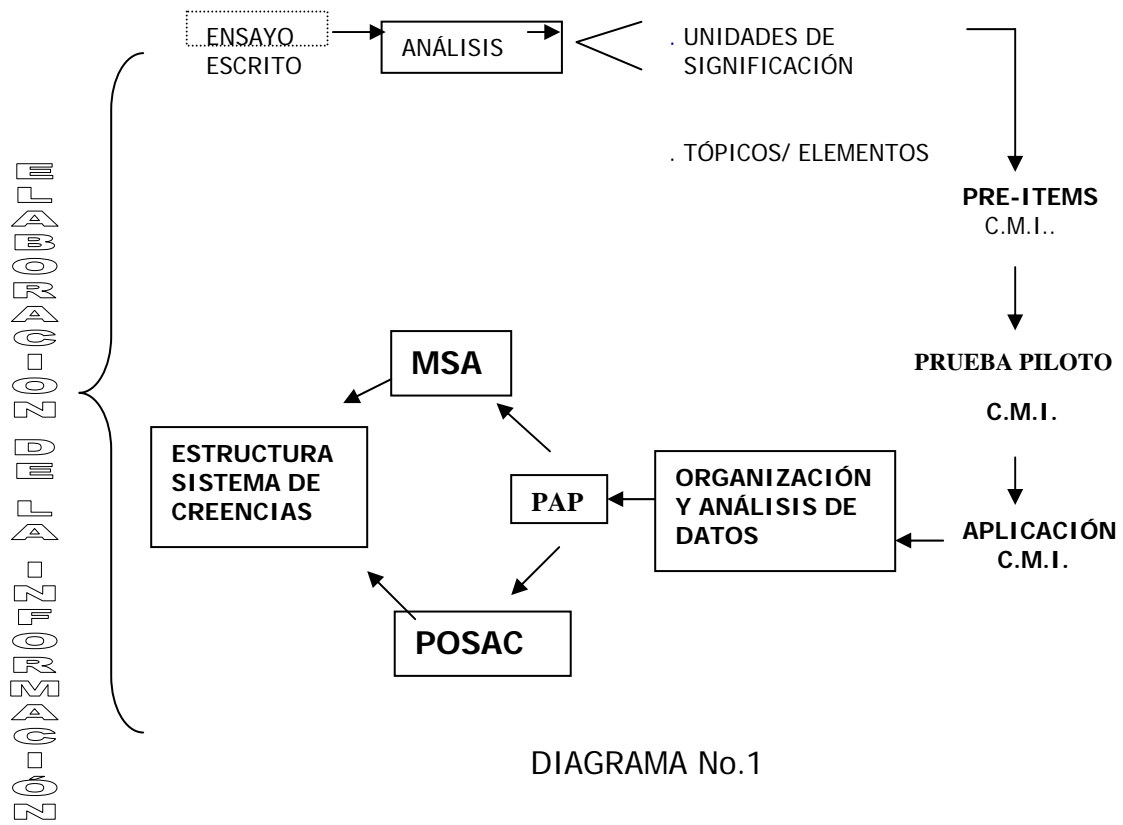 ELABORACION DE LA INFORMACIÓN
ENSAYO
ESCRITO
ANÁLISIS
. UNIDADES DE
SIGNIFICACIÓN
. TÓPICOS/ ELEMENTOS
PRE-ITEMS
C.M.I..
PRUEBA PILOTO
C.M.I.
APLICACIÓN
C.M.I.
ORGANIZACIÓN
Y ANÁLISIS DE
DATOS
PAP
MSA
POSAC
ESTRUCTURA
SISTEMA DE
CREENCIAS
DIAGRAMA No.1